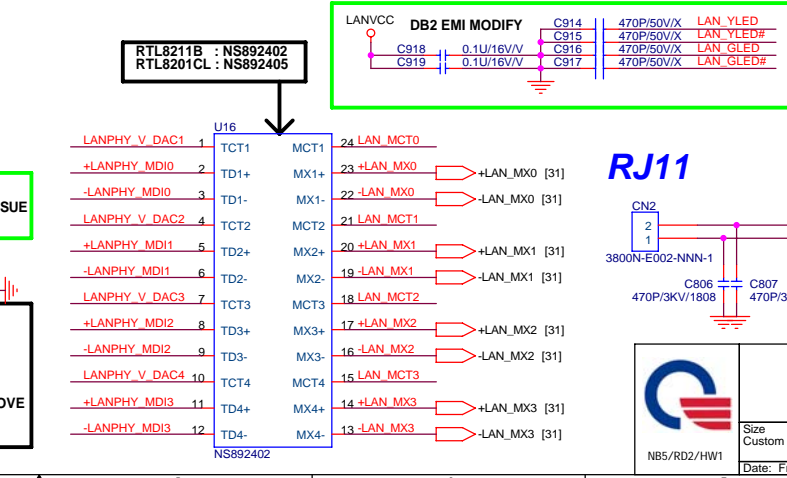 LANVCC
DB2 EMI MODIFY
C918 0.1U/16V/V
C919 0.1U/16V/V
C914 470P/50V/X LAN_YLED
C915 470P/50V/X LAN_YLED#
C916 470P/50V/X LAN_GLED
C917 470P/50V/X LAN_GLED#
RTL8211B : NS892402
RTL8201CL : NS892405
SUE
OVE
U16
LANPHY_V_DAC1 1 TCT1 MCT1 24 LAN_MCT0
+LANPHY_MDI0 2 TD1+ MX1+ 23 +LAN_MX0 +LAN_MX0 [31]
-LANPHY_MDI0 3 TD1- MX1- 22 -LAN_MX0 -LAN_MX0 [31]
LANPHY_V_DAC2 4 TCT2 MCT2 21 LAN_MCT1
+LANPHY_MDI1 5 TD2+ MX2+ 20 +LAN_MX1 +LAN_MX1 [31]
-LANPHY_MDI1 6 TD2- MX2- 19 -LAN_MX1 -LAN_MX1 [31]
LANPHY_V_DAC3 7 TCT3 MCT3 18 LAN_MCT2
+LANPHY_MDI2 8 TD3+ MX3+ 17 +LAN_MX2 +LAN_MX2 [31]
-LANPHY_MDI2 9 TD3- MX3- 16 -LAN_MX2 -LAN_MX2 [31]
LANPHY_V_DAC4 10 TCT4 MCT4 15 LAN_MCT3
+LANPHY_MDI3 11 TD4+ MX4+ 14 +LAN_MX3 +LAN_MX3 [31]
-LANPHY_MDI3 12 TD4- MX4- 13 -LAN_MX3 -LAN_MX3 [31]
NS892402
RJ11
CN2
2
1
3800N-E002-NNN-1
C806 C807
470P/3KV/1808 470P/3
NB5/RD2/HW1
Size
Custom
Date: F